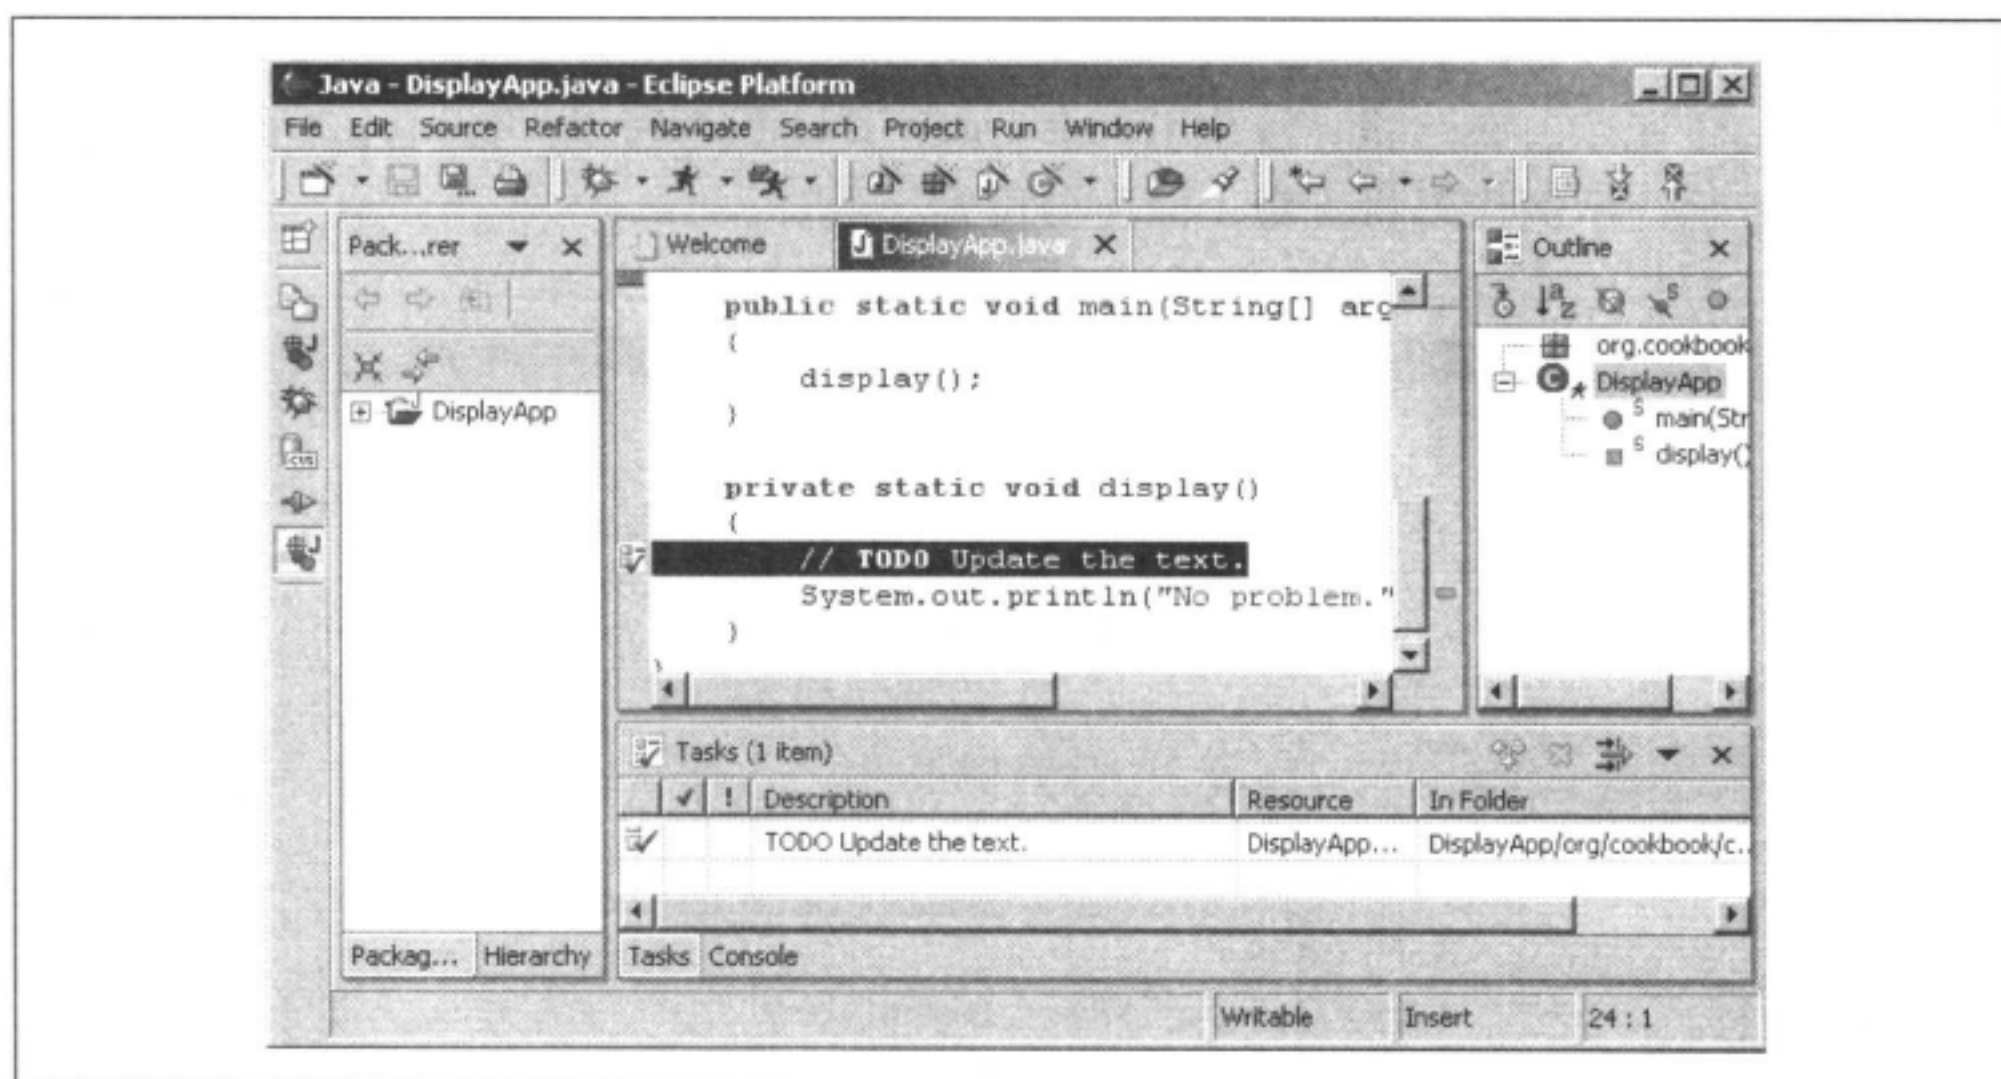 Java - DisplayApp.java - Eclipse Platform
File Edit Source Refactor Navigate Search Project Run Window Help
Pack...rer
Welcome
DisplayApp.java
Outline
public static void main(String[] arg
{
display();
}
private static void display()
{
// TODO Update the text.
System.out.println("No problem."
}
}
DisplayApp
org.cookbook
DisplayApp
S main(Str
S display()
Tasks (1 item)
! Description Resource In Folder
TODO Update the text. DisplayApp... DisplayApp/org/cookbook/c..
Packag... Hierarchy
Tasks Console
Writable Insert 24 : 1